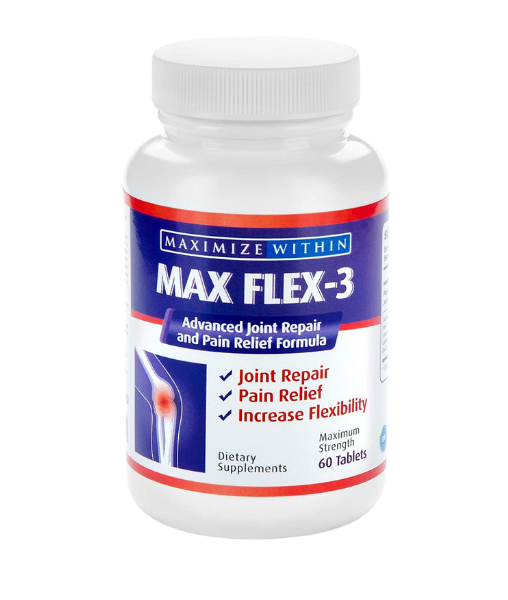 MAXIMIZE WITHIN
MAX FLEX-3
Advanced Joint Repair
and Pain Relief Formula
Joint Repair
Pain Relief
Increase Flexibility
Maximum
Strength
60 Tablets
Dietary
Supplements